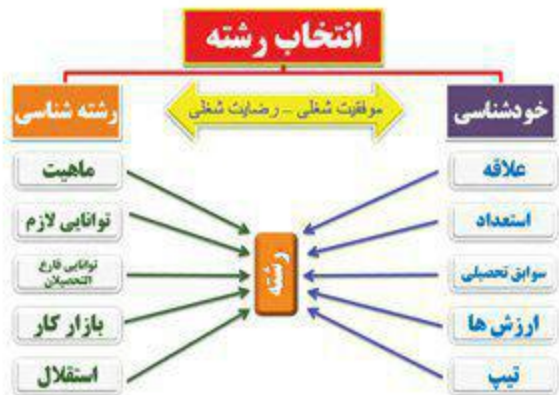 انتخاب رشته
خودشناسی
موفقیت شغلی – رضایت شغلی
رشته شناسی
علاقه
استعداد
سوابق تحصیلی
ارزش ها
تیپ
رشته
ماهیت
توانایی لازم
توانایی فارغ
التحصیلان
بازار کار
استقلال